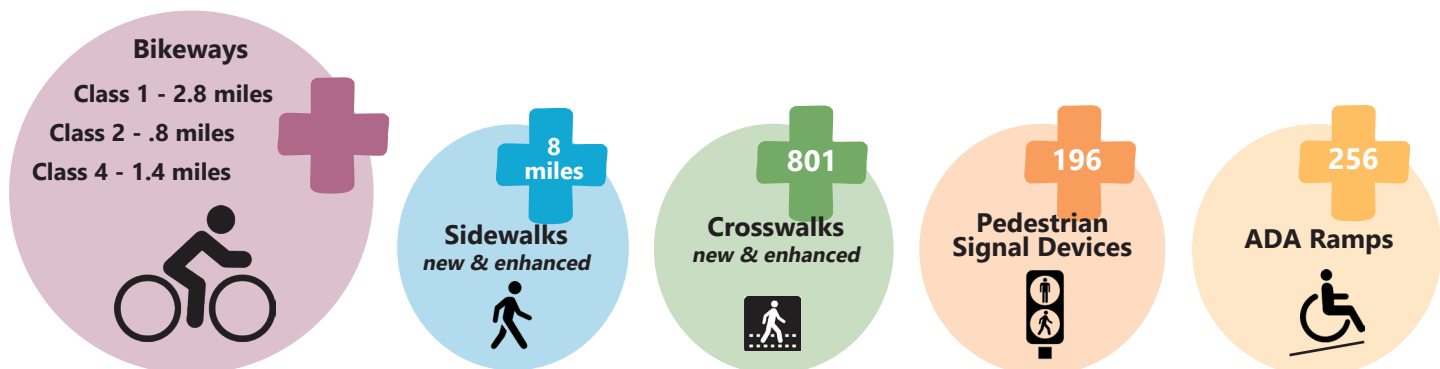 Bikeways
Class 1 - 2.8 miles
Class 2 - .8 miles
Class 4 - 1.4 miles
8
miles
Sidewalks
new & enhanced
801
Crosswalks
new & enhanced
196
Pedestrian
Signal Devices
256
ADA Ramps